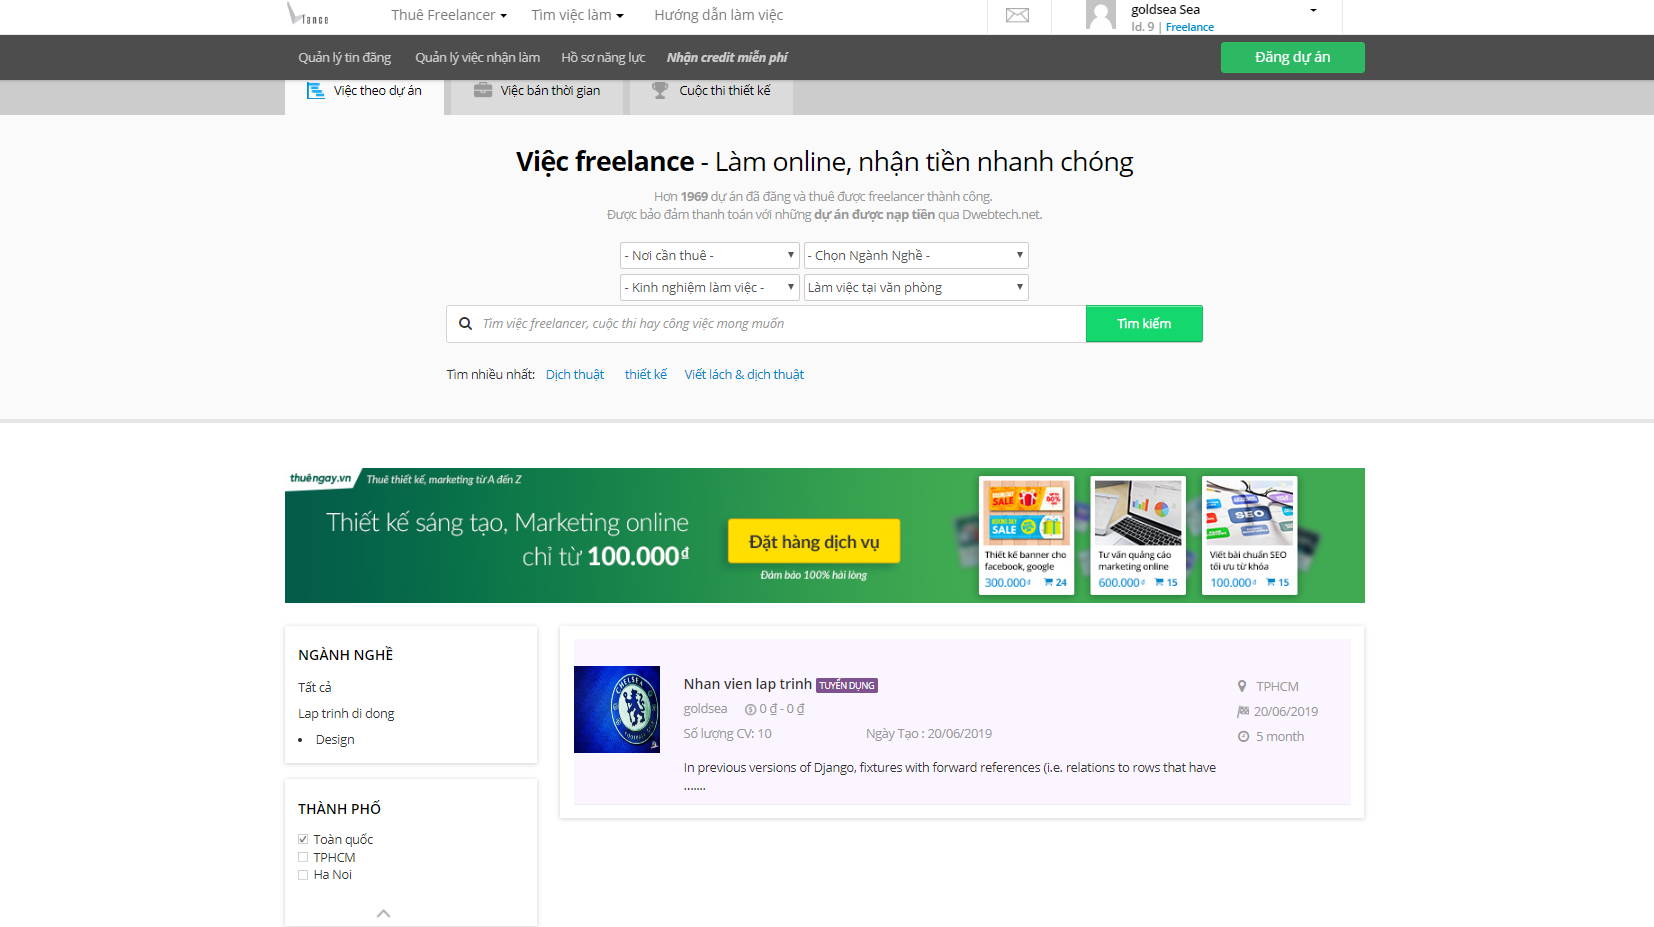 lance
Thuê Freelancer
Tìm việc làm
Hướng dẫn làm việc
goldsea Sea
Id. 9 | Freelance
Quản lý tin đăng
Quản lý việc nhận làm
Hồ sơ năng lực
Nhận credit miễn phí
Đăng dự án
Việc theo dự án
Việc bán thời gian
Cuộc thi thiết kế
Việc freelance - Làm online, nhận tiền nhanh chóng
Hơn 1969 dự án đã đăng và thuê được freelancer thành công.
Được bảo đảm thanh toán với những dự án được nạp tiền qua Dwebtech.net.
- Nơi cần thuê -
- Chọn Ngành Nghề -
- Kinh nghiệm làm việc -
Làm việc tại văn phòng
Tìm việc freelancer, cuộc thi hay công việc mong muốn
Tìm kiếm
Tìm nhiều nhất: Dịch thuật thiết kế Viết lách & dịch thuật
thuêngay.vn
Thuê thiết kế, marketing từ A đến Z
Thiết kế sáng tạo, Marketing online
chỉ từ 100.000đ
Đặt hàng dịch vụ
Đảm bảo 100% hài lòng
SALE
SALE
Thiết kế banner cho
facebook, google
300.000đ 24
Tư vấn quảng cáo
marketing online
600.000đ 15
SEO
Viết bài chuẩn SEO
tối ưu từ khóa
100.000đ 15
NGÀNH NGHỀ
Tất cả
Lap trinh di dong
• Design
THÀNH PHỐ
Toàn quốc
TPHCM
Ha Noi
CHELSEA
Nhan vien lap trinh TUYỂN DỤNG
goldsea 0 ₫ - 0 ₫
Số lượng CV: 10
Ngày Tạo : 20/06/2019
In previous versions of Django, fixtures with forward references (i.e. relations to rows that have
.......
TPHCM
20/06/2019
5 month